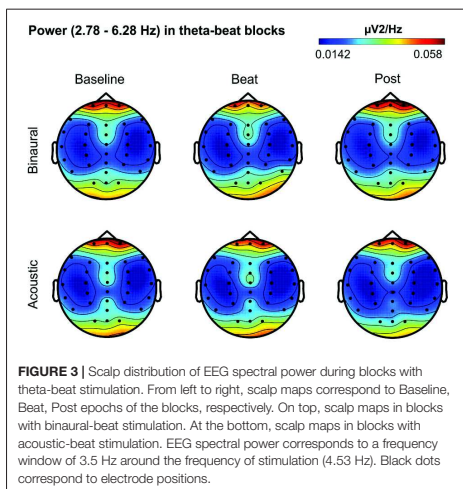 Power (2.78 - 6.28 Hz) in theta-beat blocks
µV2/Hz
0.0142 0.058
Baseline Beat Post
Binaural
Acoustic
FIGURE 3 | Scalp distribution of EEG spectral power during blocks with
theta-beat stimulation. From left to right, scalp maps correspond to Baseline,
Beat, Post epochs of the blocks, respectively. On top, scalp maps in blocks
with binaural-beat stimulation. At the bottom, scalp maps in blocks with
acoustic-beat stimulation. EEG spectral power corresponds to a frequency
window of 3.5 Hz around the frequency of stimulation (4.53 Hz). Black dots
correspond to electrode positions.